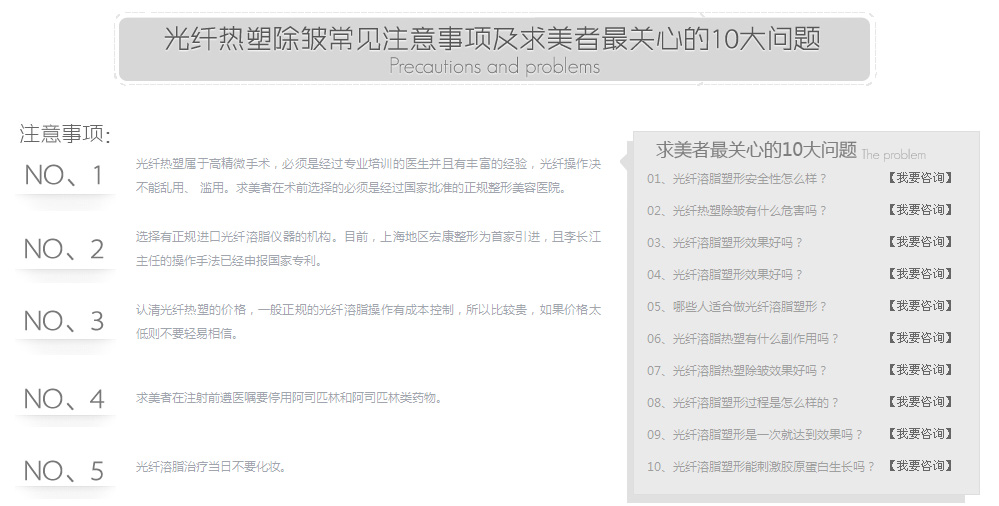 光纤热塑除皱常见注意事项及求美者最关心的10大问题
Precautions and problems
注意事项:
NO、1
光纤热塑属于高精微手术，必须是经过专业培训的医生并且有丰富的经验，光纤操作决
不能乱用、 滥用。求美者在术前选择的必须是经过国家批准的正规整形美容医院。
NO、2
选择有正规进口光纤溶脂仪器的机构。目前，上海地区宏康整形为首家引进，且李长江
主任的操作手法已经申报国家专利。
NO、3
认清光纤热塑的价格，一般正规的光纤溶脂操作有成本控制，所以比较贵，如果价格太
低则不要轻易相信。
NO、4
求美者在注射前遵医嘱要停用阿司匹林和阿司匹林类药物。
NO、5
光纤溶脂治疗当日不要化妆。
求美者最关心的10大问题 The problem
01、光纤溶脂塑形安全性怎么样？ 【我要咨询】
02、光纤热塑除皱有什么危害吗？ 【我要咨询】
03、光纤溶脂塑形效果好吗？ 【我要咨询】
04、光纤溶脂塑形效果好吗？ 【我要咨询】
05、哪些人适合做光纤溶脂塑形？ 【我要咨询】
06、光纤溶脂热塑有什么副作用吗？ 【我要咨询】
07、光纤溶脂热塑除皱效果好吗？ 【我要咨询】
08、光纤溶脂塑形过程是怎么样的？ 【我要咨询】
09、光纤溶脂塑形是一次就达到效果吗？ 【我要咨询】
10、光纤溶脂塑形能刺激胶原蛋白生长吗？ 【我要咨询】